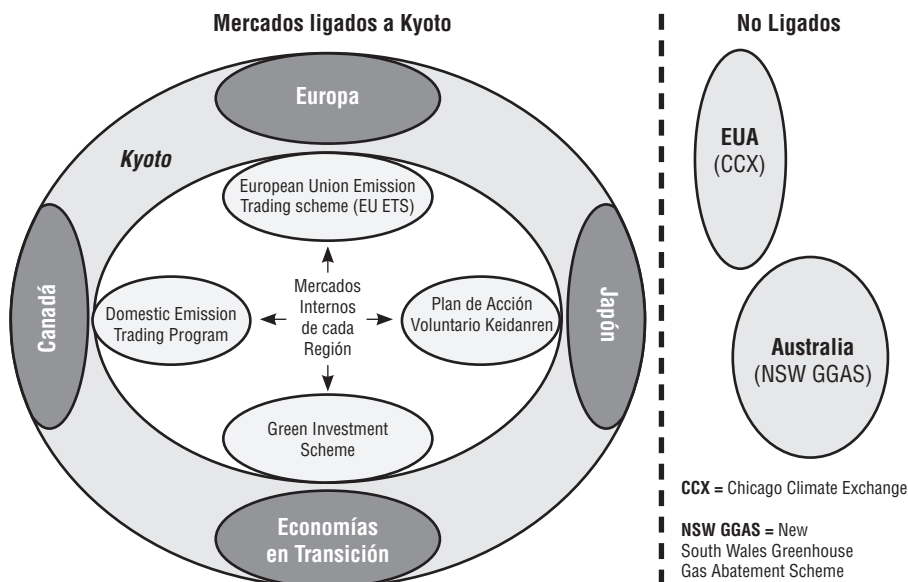 Mercados ligados a Kyoto
Europa
Kyoto
European Union Emission
Trading scheme (EU ETS)
Canadá
Domestic Emission
Trading Program
Mercados
Internos
de cada
Región
Plan de Acción
Voluntario Keidanren
Japón
Green Investment
Scheme
Economías
en Transición
No Ligados
EUA
(CCX)
Australia
(NSW GGAS)
CCX = Chicago Climate Exchange
NSW GGAS = New
South Wales Greenhouse
Gas Abatement Scheme